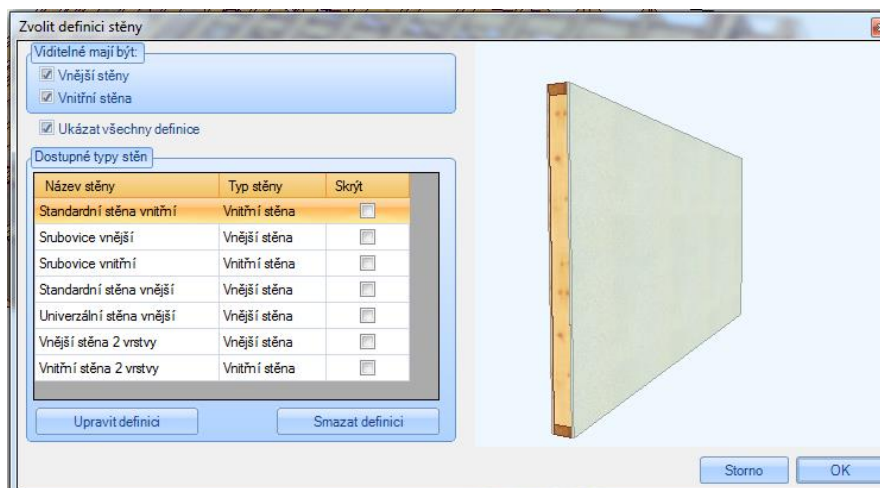 Zvolit definici stěny
Viditelné mají být:
Vnější stěny
Vnitřní stěna
Ukázat všechny definice
Dostupné typy stěn
Název stěny Typ stěny Skrýt
Standardní stěna vnitřní Vnitřní stěna
Srubovice vnější Vnější stěna
Srubovice vnitřní Vnitřní stěna
Standardní stěna vnější Vnější stěna
Univerzální stěna vnější Vnější stěna
Vnější stěna 2 vrstvy Vnější stěna
Vnitřní stěna 2 vrstvy Vnitřní stěna
Upravit definici Smazat definici
Storno OK